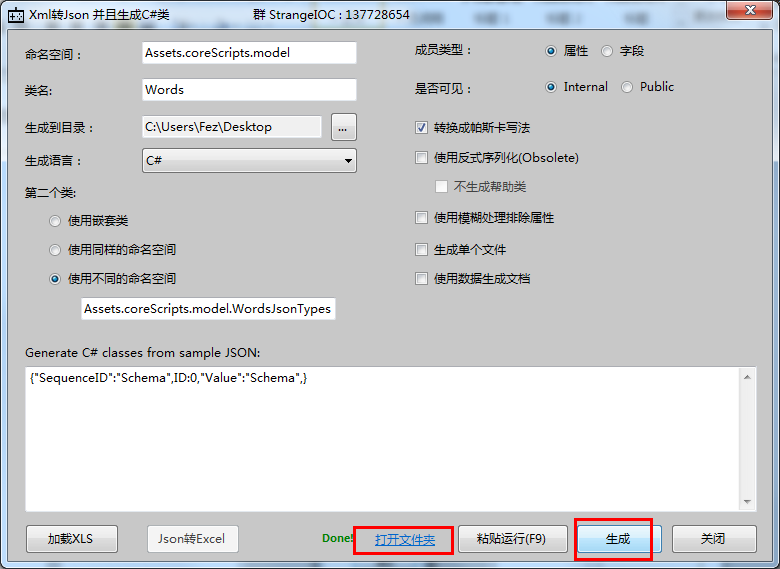 Xml转Json 并且生成C#类 群 StrangeIOC : 137728654
命名空间 : Assets.coreScripts.model 成员类型 : 属性 字段
类名: Words 是否可见 : Internal Public
生成到目录 : C:\Users\Fez\Desktop ... 转换成帕斯卡写法
生成语言 : C# 使用反式序列化(Obsolete)
不生成帮助类
第二个类:
使用嵌套类 使用模糊处理排除属性
使用同样的命名空间 生成单个文件
使用不同的命名空间 使用数据生成文档
Assets.coreScripts.model.WordsJsonTypes
Generate C# classes from sample JSON:
{"SequenceID":"Schema",ID:0,"Value":"Schema",}
加载XLS Json转Excel Done! 打开文件夹 粘贴运行(F9) 生成 关闭